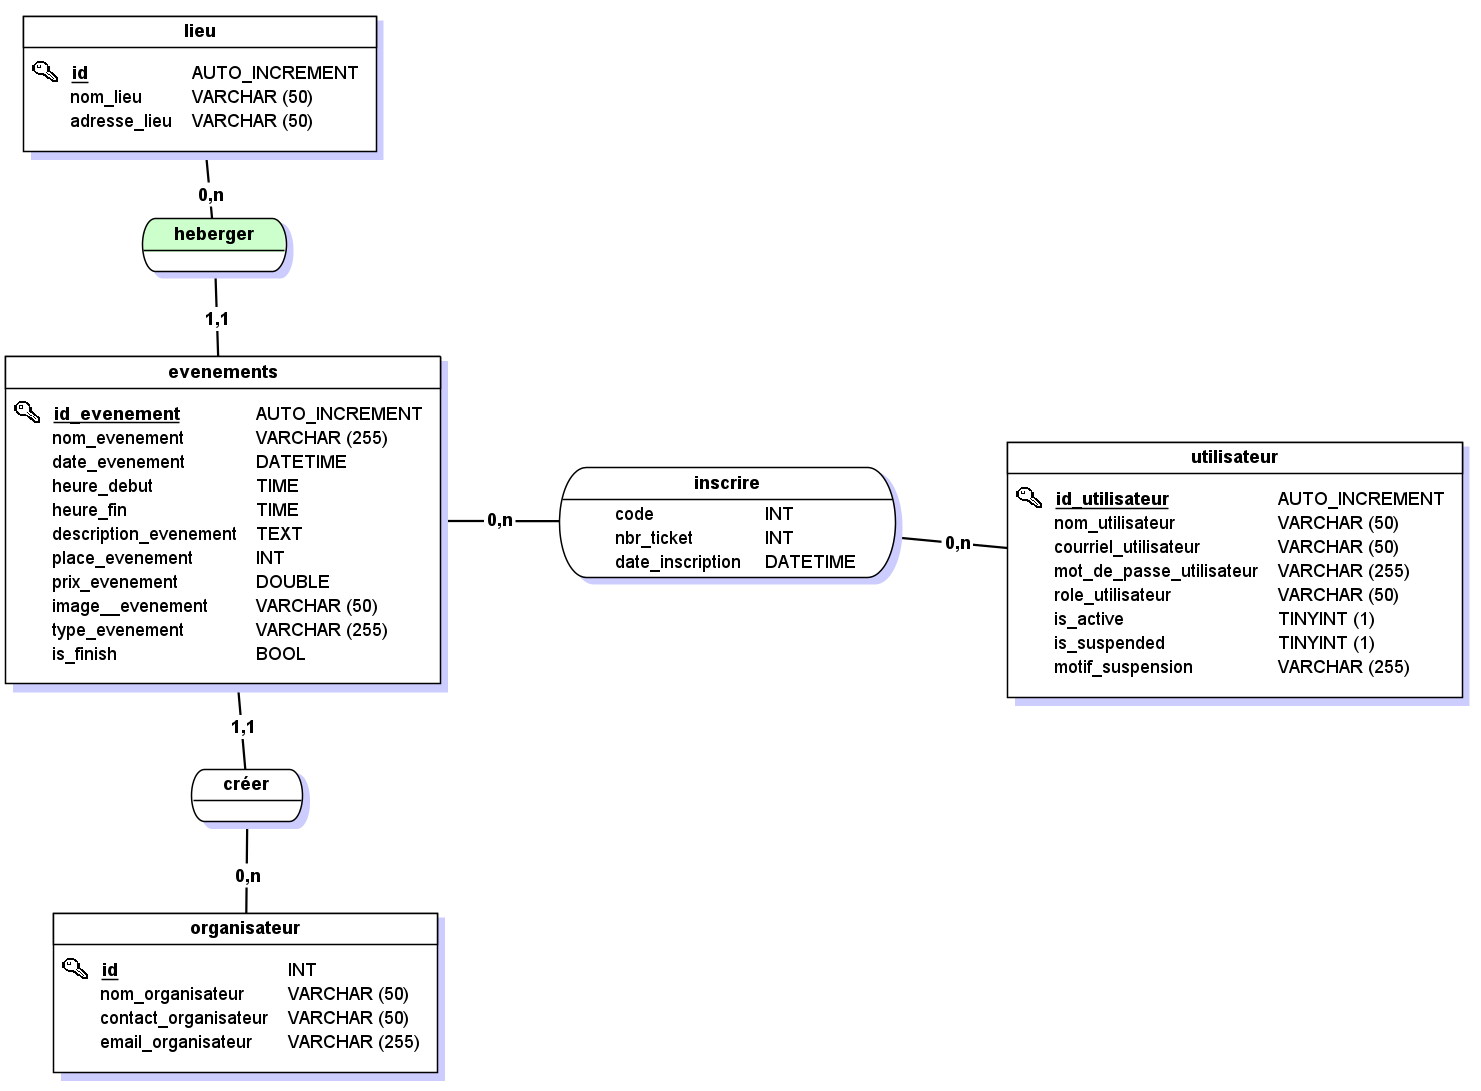 lieu
id AUTO_INCREMENT
nom_lieu VARCHAR (50)
adresse_lieu VARCHAR (50)
0,n
heberger
1,1
evenements
id_evenement AUTO_INCREMENT
nom_evenement VARCHAR (255)
date_evenement DATETIME
heure_debut TIME
heure_fin TIME
description_evenement TEXT
place_evenement INT
prix_evenement DOUBLE
image__evenement VARCHAR (50)
type_evenement VARCHAR (255)
is_finish BOOL
0,n
inscrire
code INT
nbr_ticket INT
date_inscription DATETIME
0,n
utilisateur
id_utilisateur AUTO_INCREMENT
nom_utilisateur VARCHAR (50)
courriel_utilisateur VARCHAR (50)
mot_de_passe_utilisateur VARCHAR (255)
role_utilisateur VARCHAR (50)
is_active TINYINT (1)
is_suspended TINYINT (1)
motif_suspension VARCHAR (255)
1,1
créer
0,n
organisateur
id INT
nom_organisateur VARCHAR (50)
contact_organisateur VARCHAR (50)
email_organisateur VARCHAR (255)